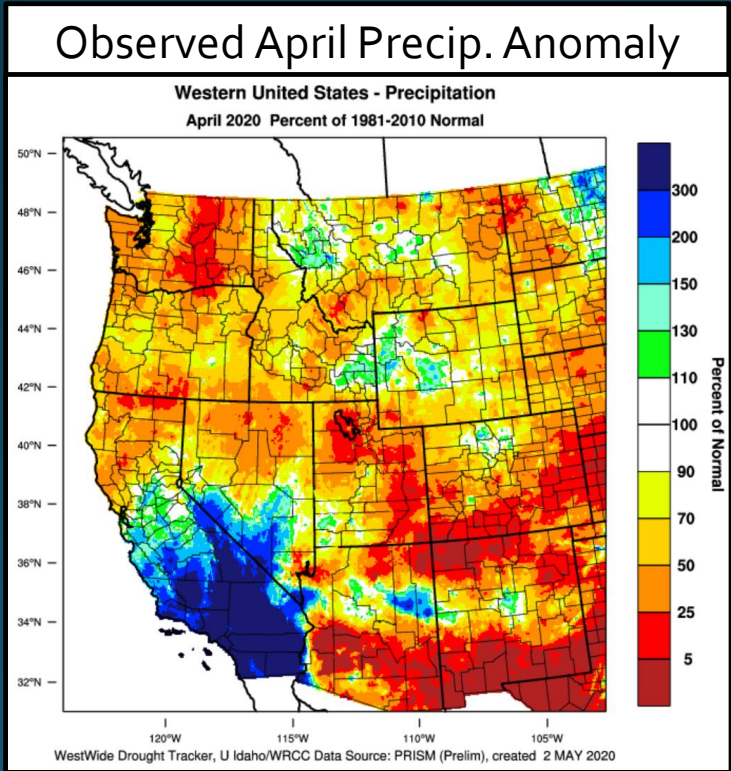 Observed April Precip. Anomaly
Western United States - Precipitation
April 2020 Percent of 1981-2010 Normal
50°N
48°N
46°N
44°N
42°N
40°N
38°N
36°N
34°N
32°N
120°W
115°W
110°W
105°W
300
200
150
130
110
100
90
70
50
25
5
Percent of Normal
WestWide Drought Tracker, U Idaho/WRCC Data Source: PRISM (Prelim), created 2 MAY 2020